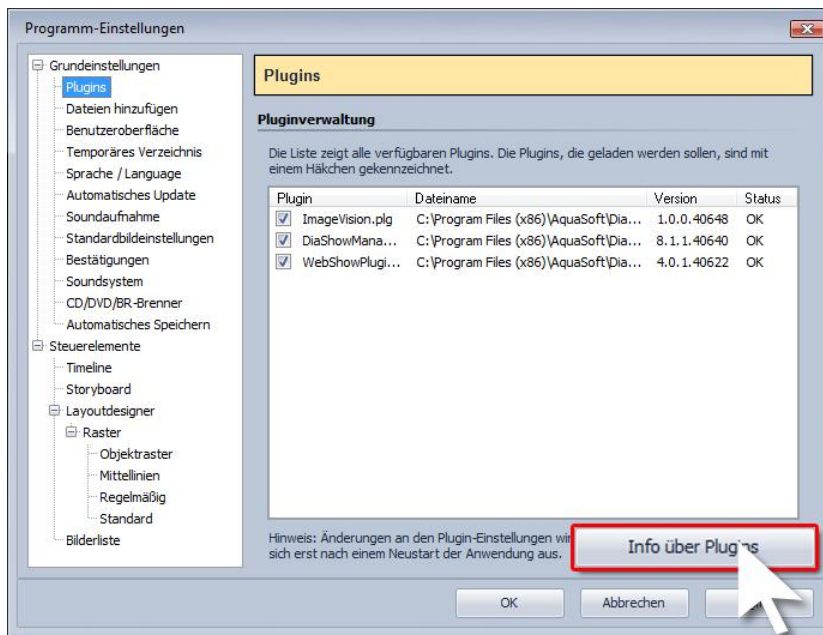 Programm-Einstellungen
Grundeinstellungen
Plugins
Dateien hinzufügen
Benutzeroberfläche
Temporäres Verzeichnis
Sprache / Language
Automatisches Update
Soundaufnahme
Standardbildeinstellungen
Bestätigungen
Soundsystem
CD/DVD/BR-Brenner
Automatisches Speichern
Steuerelemente
Timeline
Storyboard
Layoutdesigner
Raster
Objektraster
Mittellinien
Regelmäßig
Standard
Bilderliste
Plugins
Pluginverwaltung
Die Liste zeigt alle verfügbaren Plugins. Die Plugins, die geladen werden sollen, sind mit
einem Häkchen gekennzeichnet.
Plugin Dateiname Version Status
ImageVision.plg C:\Program Files (x86)\AquaSoft\Dia... 1.0.0.40648 OK
DiaShowMana... C:\Program Files (x86)\AquaSoft\Dia... 8.1.1.40640 OK
WebShowPlugi... C:\Program Files (x86)\AquaSoft\Dia... 4.0.1.40622 OK
Hinweis: Änderungen an den Plugin-Einstellungen
sich erst nach einem Neustart der Anwendung aus.
Info über Plugins
OK Abbrechen